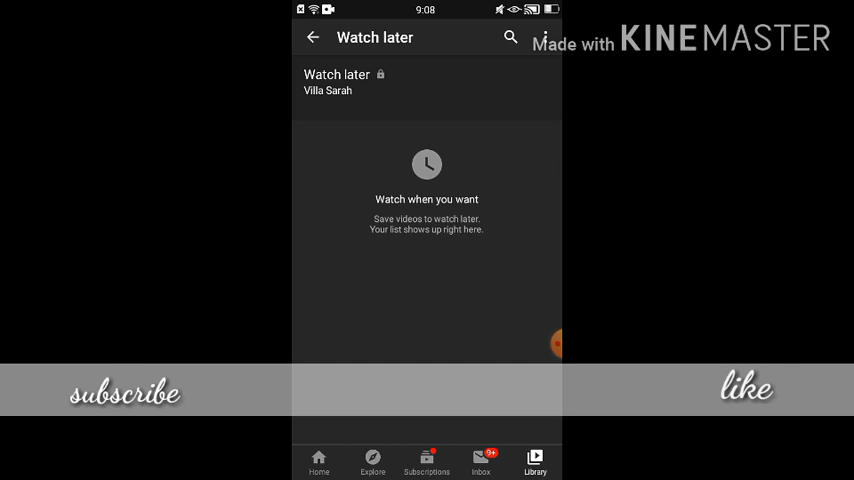 9:08
Watch later
Made with KINEMASTER
Watch later
Villa Sarah
Watch when you want
Save videos to watch later.
Your list shows up right here.
subscribe
like
9+
Home Explore Subscriptions Inbox Library